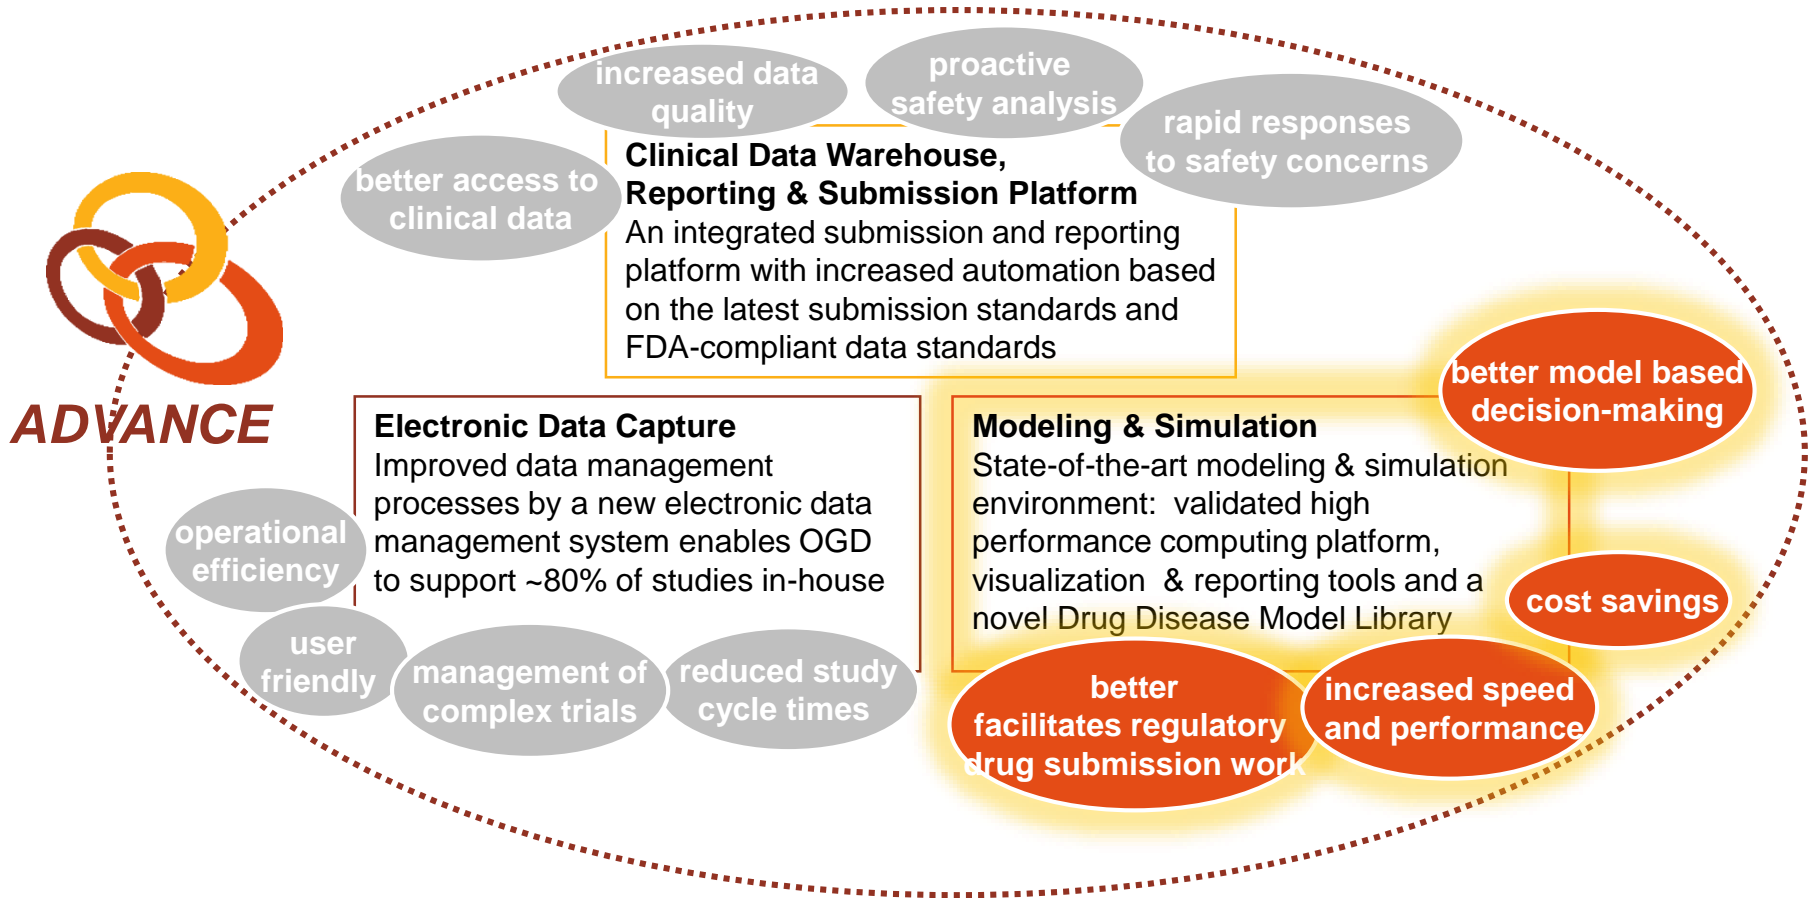 increased data
quality
proactive
safety analysis
rapid responses
to safety concerns
better access to
clinical data
Clinical Data Warehouse,
Reporting & Submission Platform
An integrated submission and reporting
platform with increased automation based
on the latest submission standards and
FDA-compliant data standards
ADVANCE
better model based
decision-making
Electronic Data Capture
Improved data management
processes by a new electronic data
management system enables OGD
to support ~80% of studies in-house
Modeling & Simulation
State-of-the-art modeling & simulation
environment: validated high
performance computing platform,
visualization & reporting tools and a
novel Drug Disease Model Library
operational
efficiency
user
friendly
management of
complex trials
reduced study
cycle times
cost savings
better
facilitates regulatory
drug submission work
increased speed
and performance